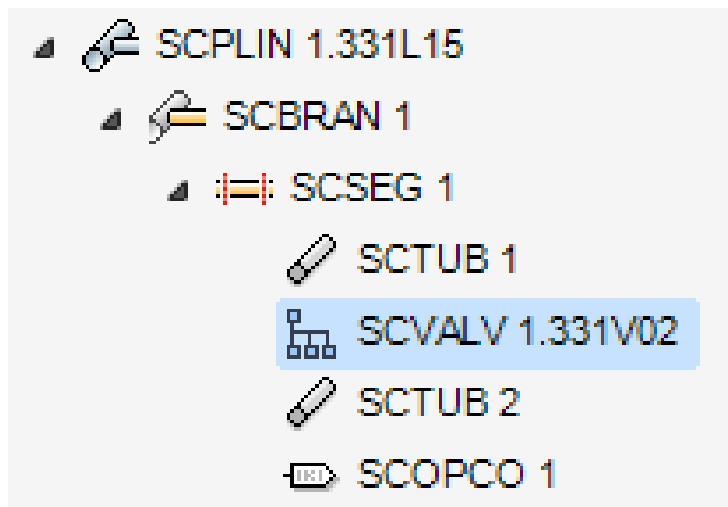 SCPLIN 1.331L15
SCBRAN 1
SCSEG 1
SCTUB 1
SCVALV 1.331V02
SCTUB 2
SCOPCO 1